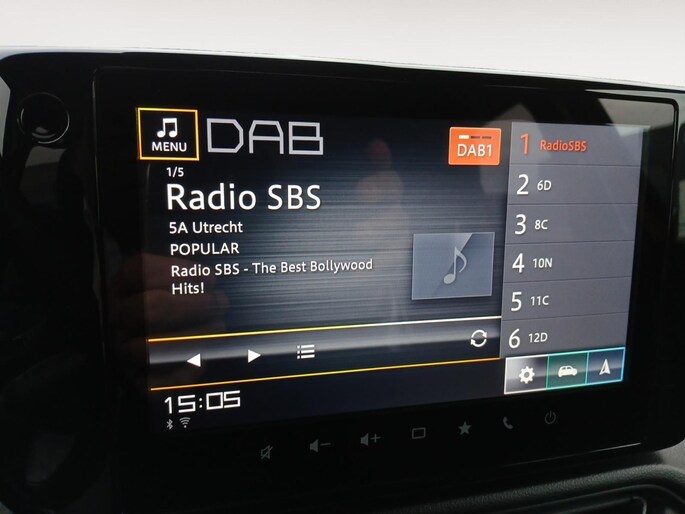 MENU
DAB
DAB1
1/5
Radio SBS
5A Utrecht
POPULAR
Radio SBS - The Best Bollywood
Hits!
15:05
1 RadioSBS
2 6D
3 8C
4 10N
5 11C
6 12D